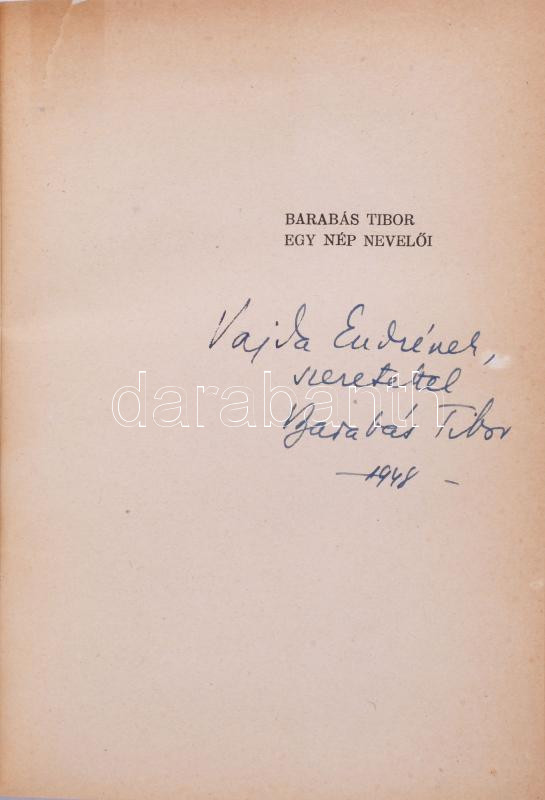 BARABÁS TIBOR
EGY NÉP NEVELŐI
Vajda Endrének,
szeretettel
darabanth
Barabás Tibor
1948 –